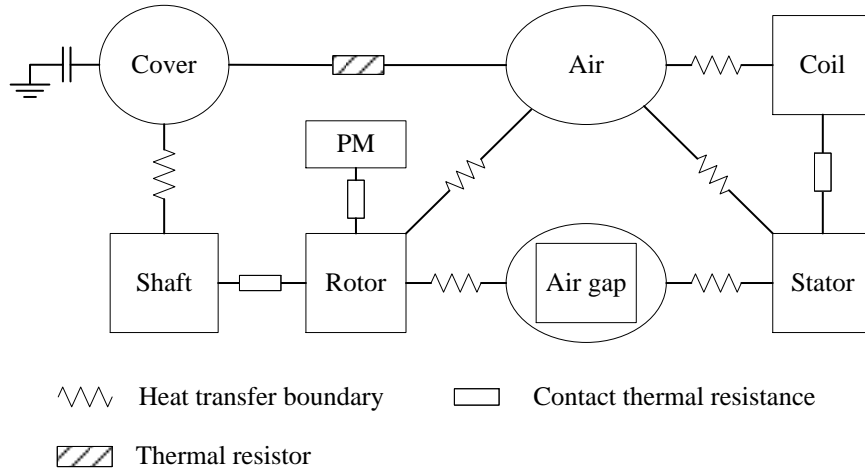 Cover
Air
Coil
PM
Shaft
Rotor
Air gap
Stator
Heat transfer boundary
Contact thermal resistance
Thermal resistor